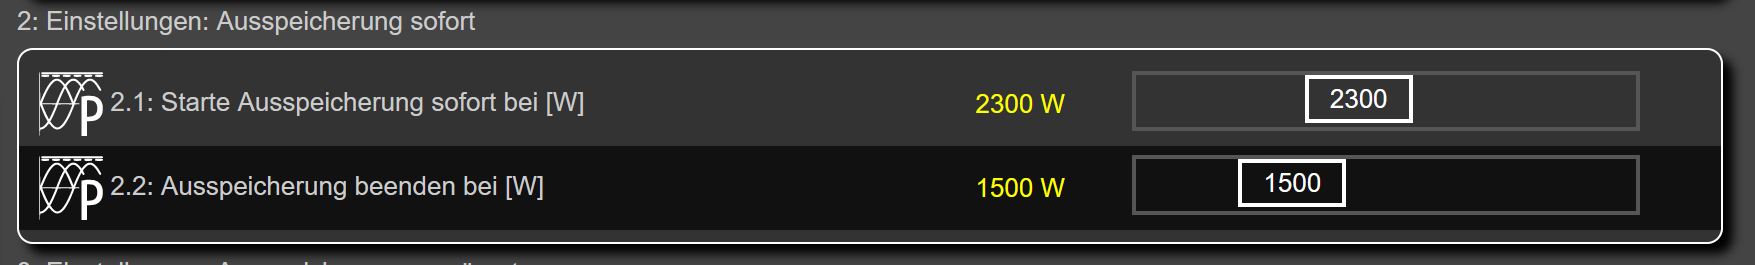 2: Einstellungen: Ausspeicherung sofort
P 2.1: Starte Ausspeicherung sofort bei [W] 2300 W 2300
P 2.2: Ausspeicherung beenden bei [W] 1500 W 1500